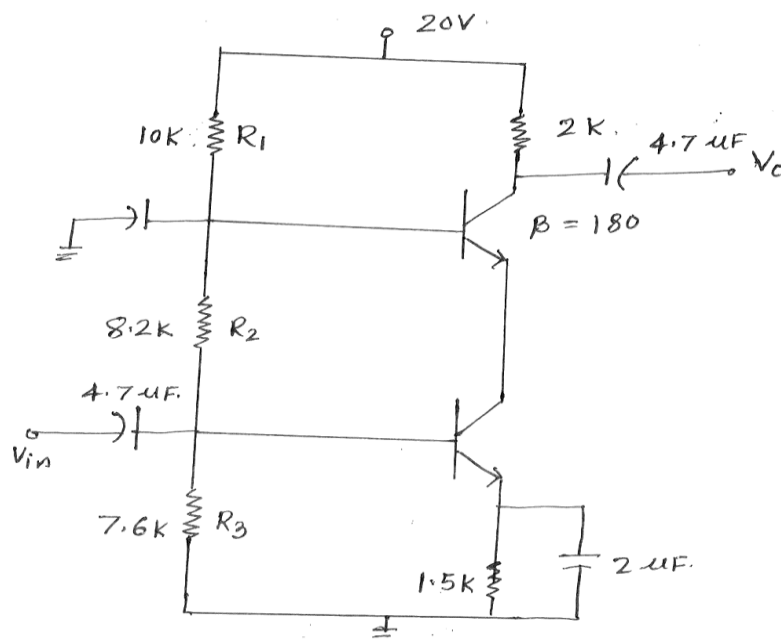 20V
10K R1
2K.
4.7 uF
Vo
β = 180
8.2K R2
4.7 uF.
Vin
7.6K R3
1.5K
2 uF.